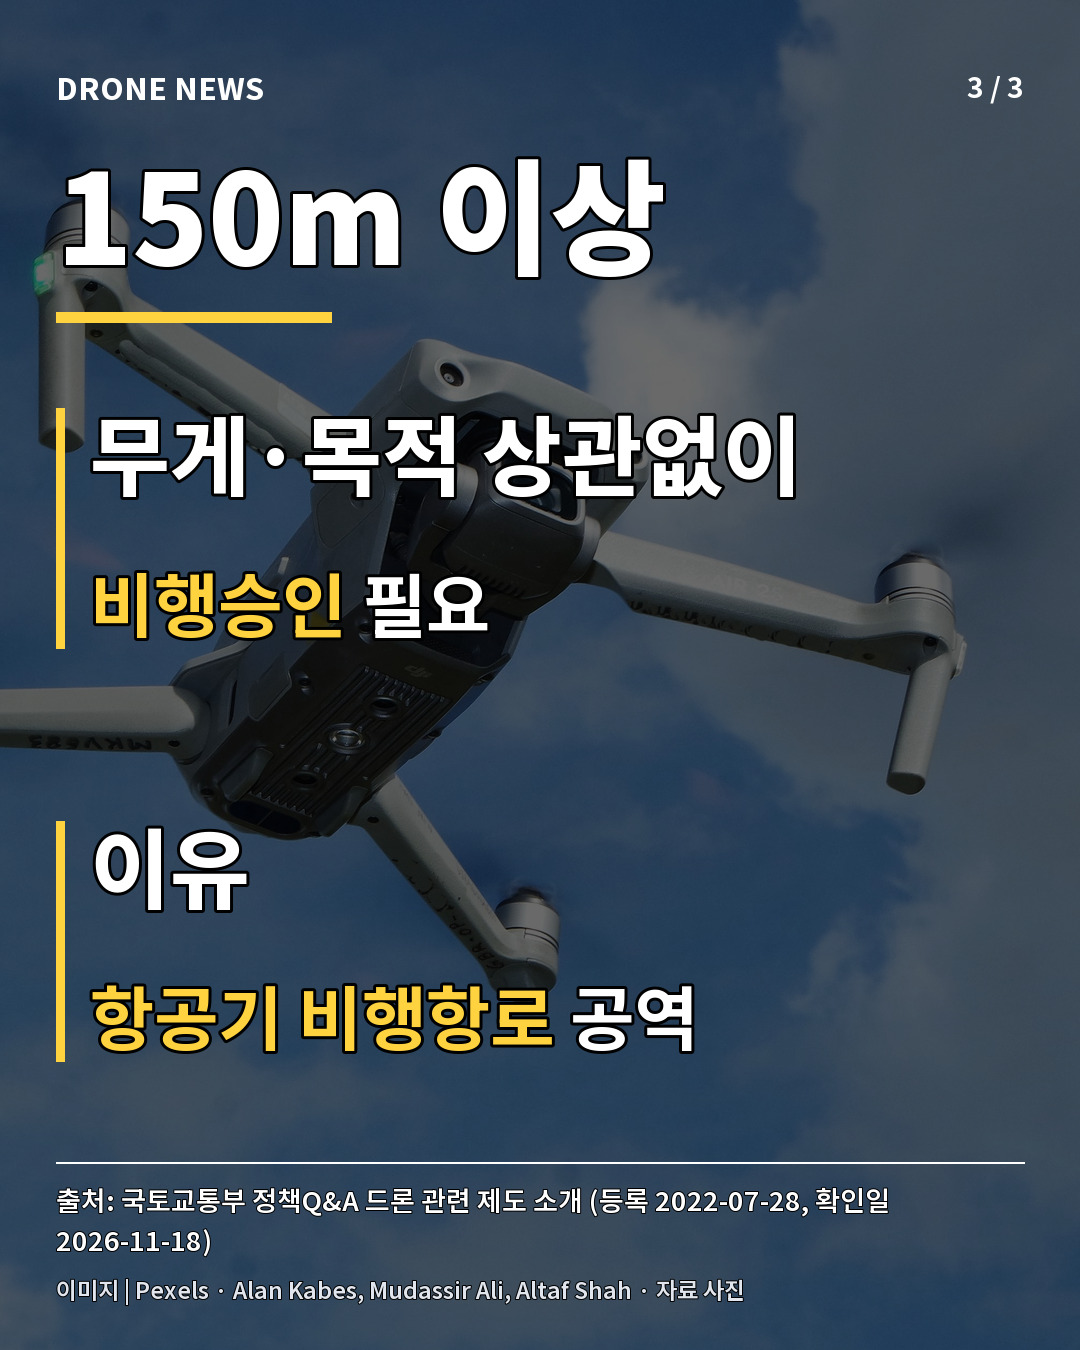 DRONE NEWS
3 / 3
150m 이상
무게·목적 상관없이
비행승인 필요
이유
항공기 비행항로 공역
출처: 국토교통부 정책Q&A 드론 관련 제도 소개 (등록 2022-07-28, 확인일
2026-11-18)
이미지 | Pexels · Alan Kabes, Mudassir Ali, Altaf Shah · 자료 사진